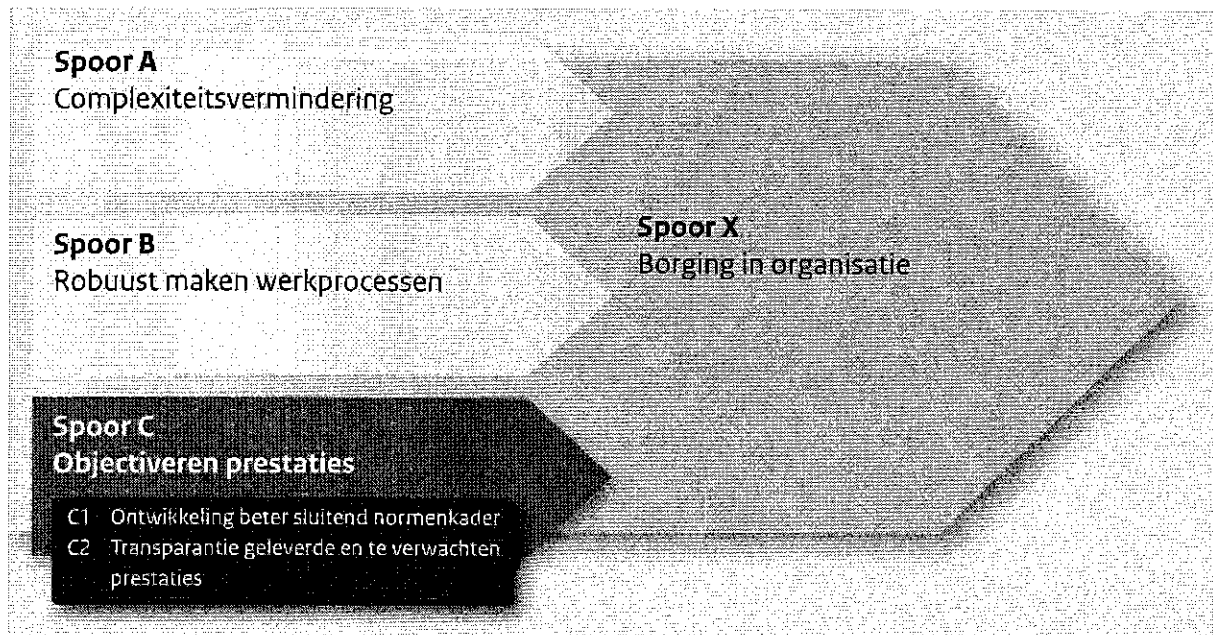 Spoor A
Complexiteitsvermindering
Spoor B
Robuust maken werkprocessen
Spoor X
Borging in organisatie
Spoor C
Objectiveren prestaties
C1 Ontwikkeling beter sluitend normenkader
C2 Transparantie geleverde en te verwachten
prestaties